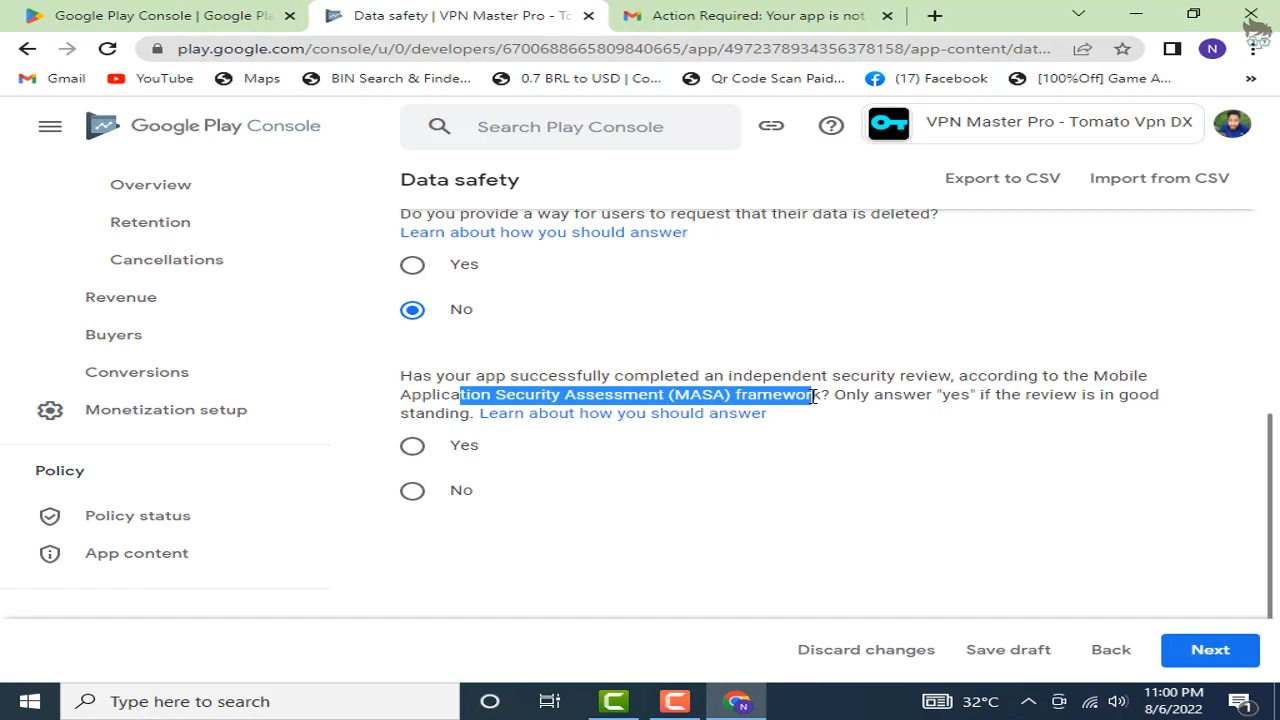 Google Play Console | Google Pla
Data safety | VPN Master Pro - To
Action Required: Your app is not
play.google.com/console/u/0/developers/6700688665809840665/app/4972378934356378158/app-content/dat...
N
Gmail
YouTube
Maps
BIN Search & Finde...
0.7 BRL to USD | Co...
Qr Code Scan Paid...
(17) Facebook
[100%Off] Game A...
»
Google Play Console
Search Play Console
VPN Master Pro - Tomato Vpn DX
Overview
Retention
Cancellations
Revenue
Buyers
Conversions
Monetization setup
Policy
Policy status
App content
Data safety
Export to CSV
Import from CSV
Do you provide a way for users to request that their data is deleted?
Learn about how you should answer
Yes
No
Has your app successfully completed an independent security review, according to the Mobile
Application Security Assessment (MASA) framework? Only answer "yes" if the review is in good
standing. Learn about how you should answer
Yes
No
Discard changes
Save draft
Back
Next
Type here to search
C
C
N
32°C
11:00 PM
8/6/2022
1